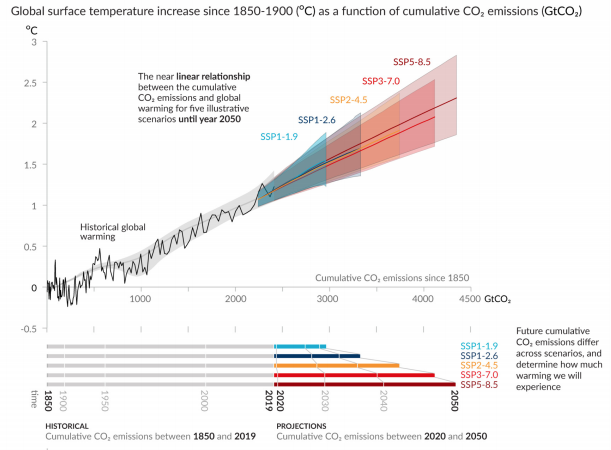 Global surface temperature increase since 1850-1900 (°C) as a function of cumulative CO₂ emissions (GtCO₂)
°C
3
2.5
2
1.5
1
0.5
0
-0.5
The near linear relationship
between the cumulative
CO₂ emissions and global
warming for five illustrative
scenarios until year 2050
SSP5-8.5
SSP3-7.0
SSP2-4.5
SSP1-2.6
SSP1-1.9
Historical global
warming
Cumulative CO₂ emissions since 1850
1000
2000
3000
4000
4500
GtCO₂
SSP1-1.9
SSP1-2.6
SSP2-4.5
SSP3-7.0
SSP5-8.5
Future cumulative
CO₂ emissions differ
across scenarios, and
determine how much
warming we will
experience
time
1850
1900
1950
2000
2019
2020
2030
2040
2050
HISTORICAL
Cumulative CO₂ emissions between 1850 and 2019
PROJECTIONS
Cumulative CO₂ emissions between 2020 and 2050